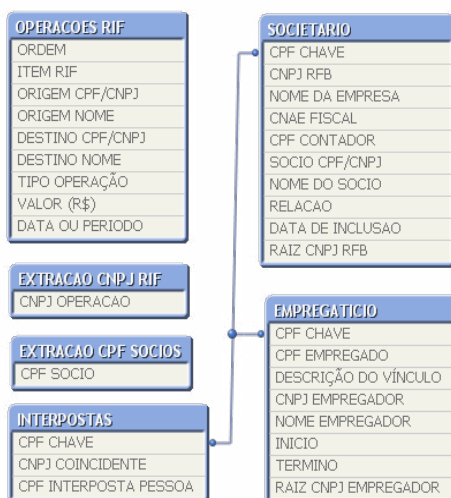 OPERACOES RIF
ORDEM
ITEM RIF
ORIGEM CPF/CNPJ
ORIGEM NOME
DESTINO CPF/CNPJ
DESTINO NOME
TIPO OPERAÇÃO
VALOR (R$)
DATA OU PERIODO
EXTRACAO CNPJ RIF
CNPJ OPERACAO
EXTRACAO CPF SOCIOS
CPF SOCIO
INTERPOSTAS
CPF CHAVE
CNPJ COINCIDENTE
CPF INTERPOSTA PESSOA
SOCIETARIO
CPF CHAVE
CNPJ RFB
NOME DA EMPRESA
CNAE FISCAL
CPF CONTADOR
SOCIO CPF/CNPJ
NOME DO SOCIO
RELACAO
DATA DE INCLUSAO
RAIZ CNPJ RFB
EMPREGATICIO
CPF CHAVE
CPF EMPREGADO
DESCRIÇÃO DO VÍNCULO
CNPJ EMPREGADOR
NOME EMPREGADOR
INICIO
TERMINO
RAIZ CNPJ EMPREGADOR